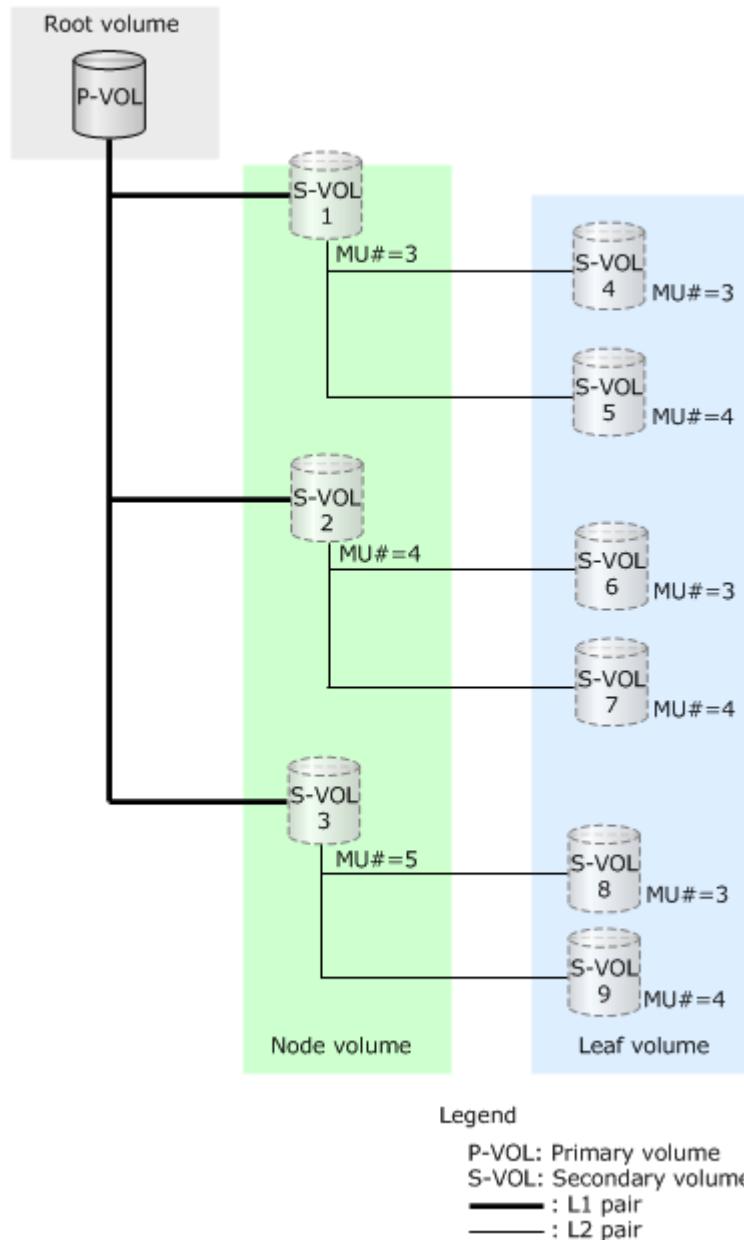 Root volume
P-VOL
S-VOL
1
MU#=3
S-VOL
4
MU#=3
S-VOL
5
MU#=4
S-VOL
2
MU#=4
S-VOL
6
MU#=3
S-VOL
7
MU#=4
S-VOL
3
MU#=5
S-VOL
8
MU#=3
S-VOL
9
MU#=4
Node volume
Leaf volume
Legend
P-VOL: Primary volume
S-VOL: Secondary volume
: L1 pair
: L2 pair